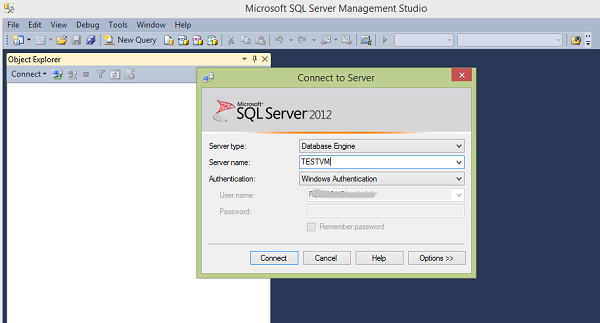 Microsoft SQL Server Management Studio
File Edit View Debug Tools Window Help
New Query
Object Explorer
Connect
Connect to Server
Microsoft
SQL Server 2012
Server type: Database Engine
Server name: TESTVM
Authentication: Windows Authentication
User name:
Password:
Remember password
Connect Cancel Help Options >>